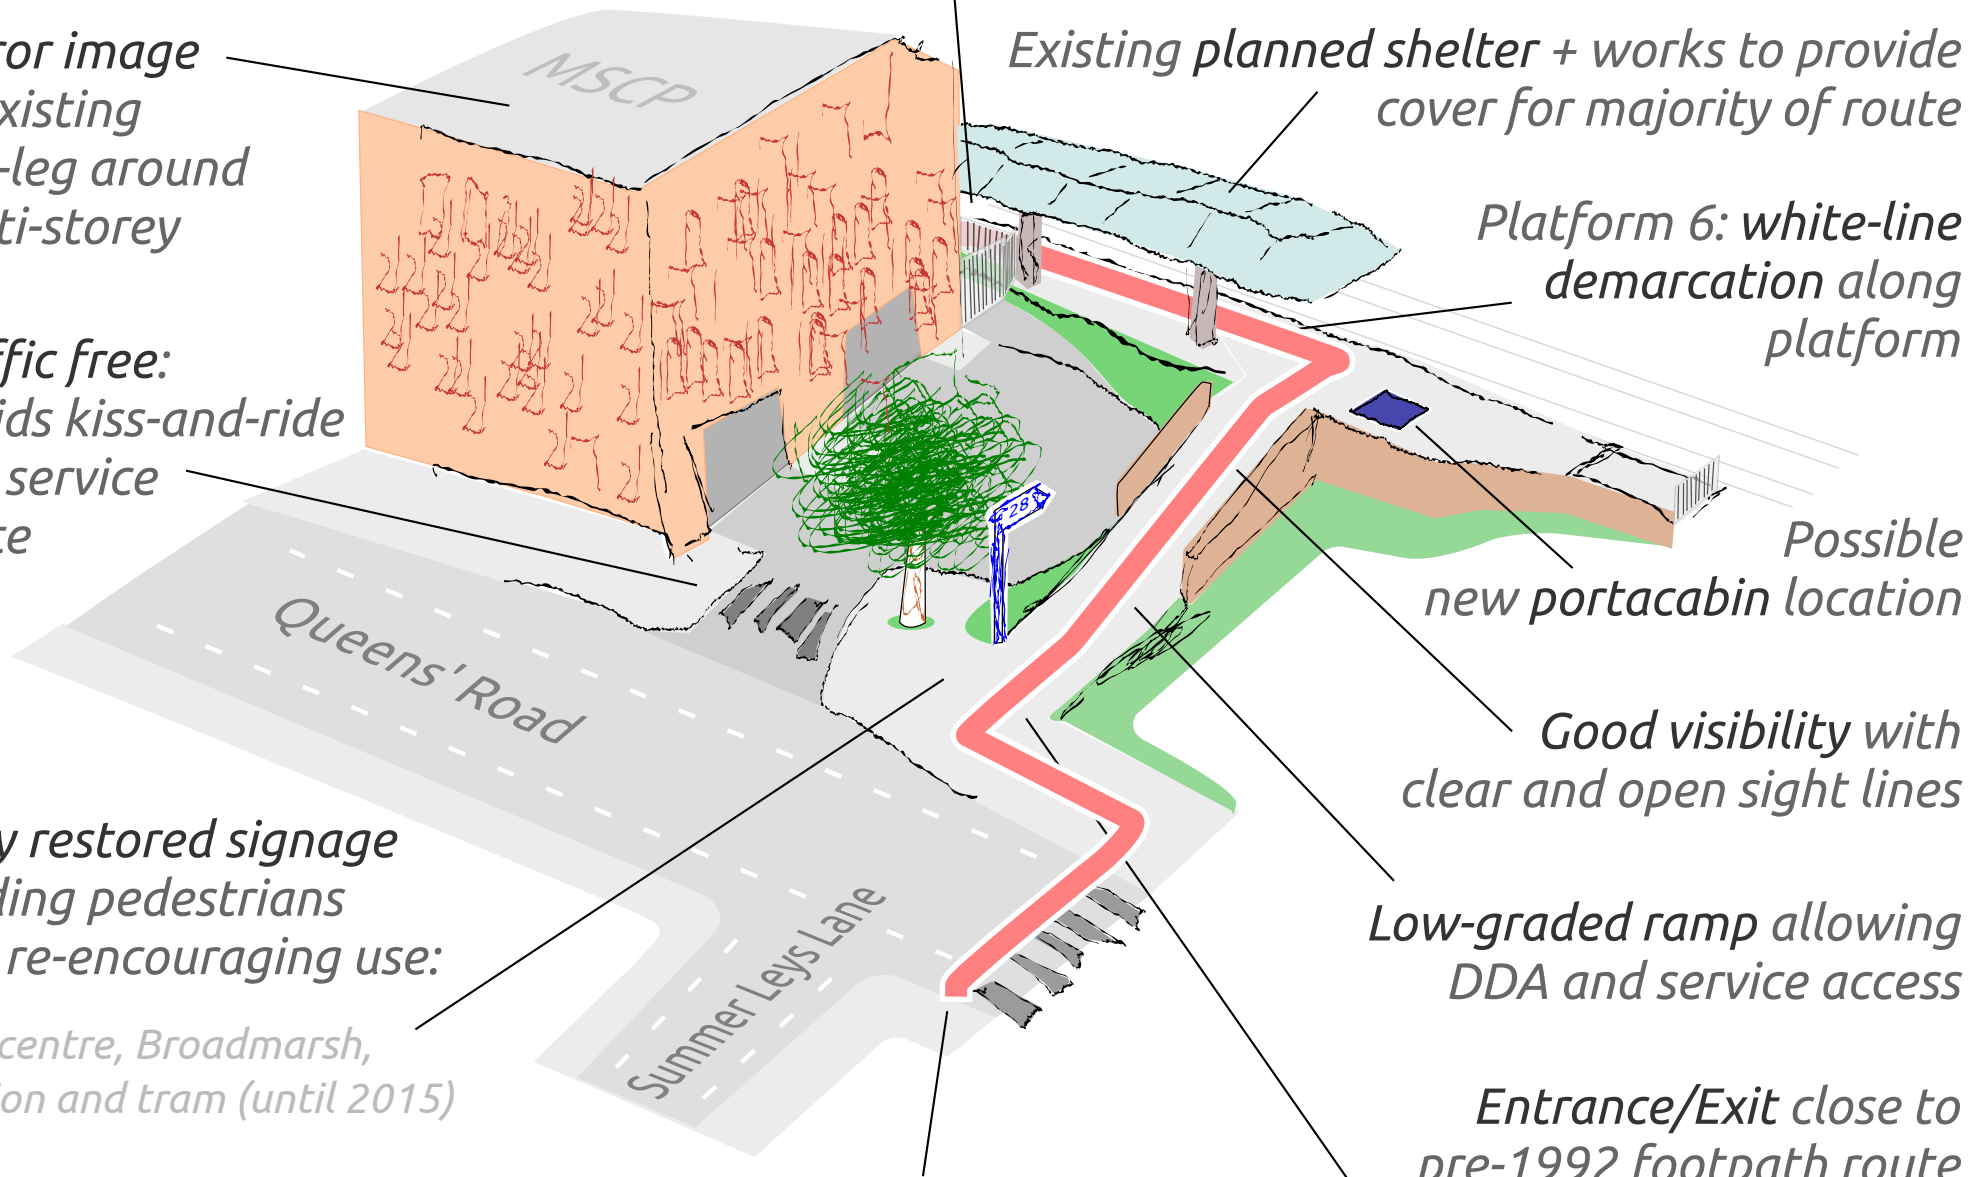 or image
xisting
-leg around
ti-storey
ffic free:
ids kiss-and-ride
service
ce
y restored signage
ding pedestrians
re-encouraging use:
centre, Broadmarsh,
ion and tram (until 2015)
MSCP
Queens' Road
Summer Leys Lane
28
Existing planned shelter + works to provide
cover for majority of route
Platform 6: white-line
demarcation along
platform
Possible
new portacabin location
Good visibility with
clear and open sight lines
Low-graded ramp allowing
DDA and service access
Entrance/Exit close to
pre-1992 footpath route